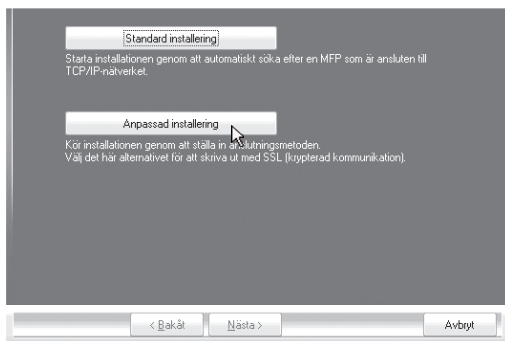 Standard installering
Starta installationen genom att automatiskt söka efter en MFP som är ansluten till
TCP/IP-nätverket.
Anpassad installering
Kör installationen genom att ställa in anslutningsmetoden.
Välj det här alternativet för att skriva ut med SSL (krypterad kommunikation).
< Bakåt
Nästa >
Avbryt